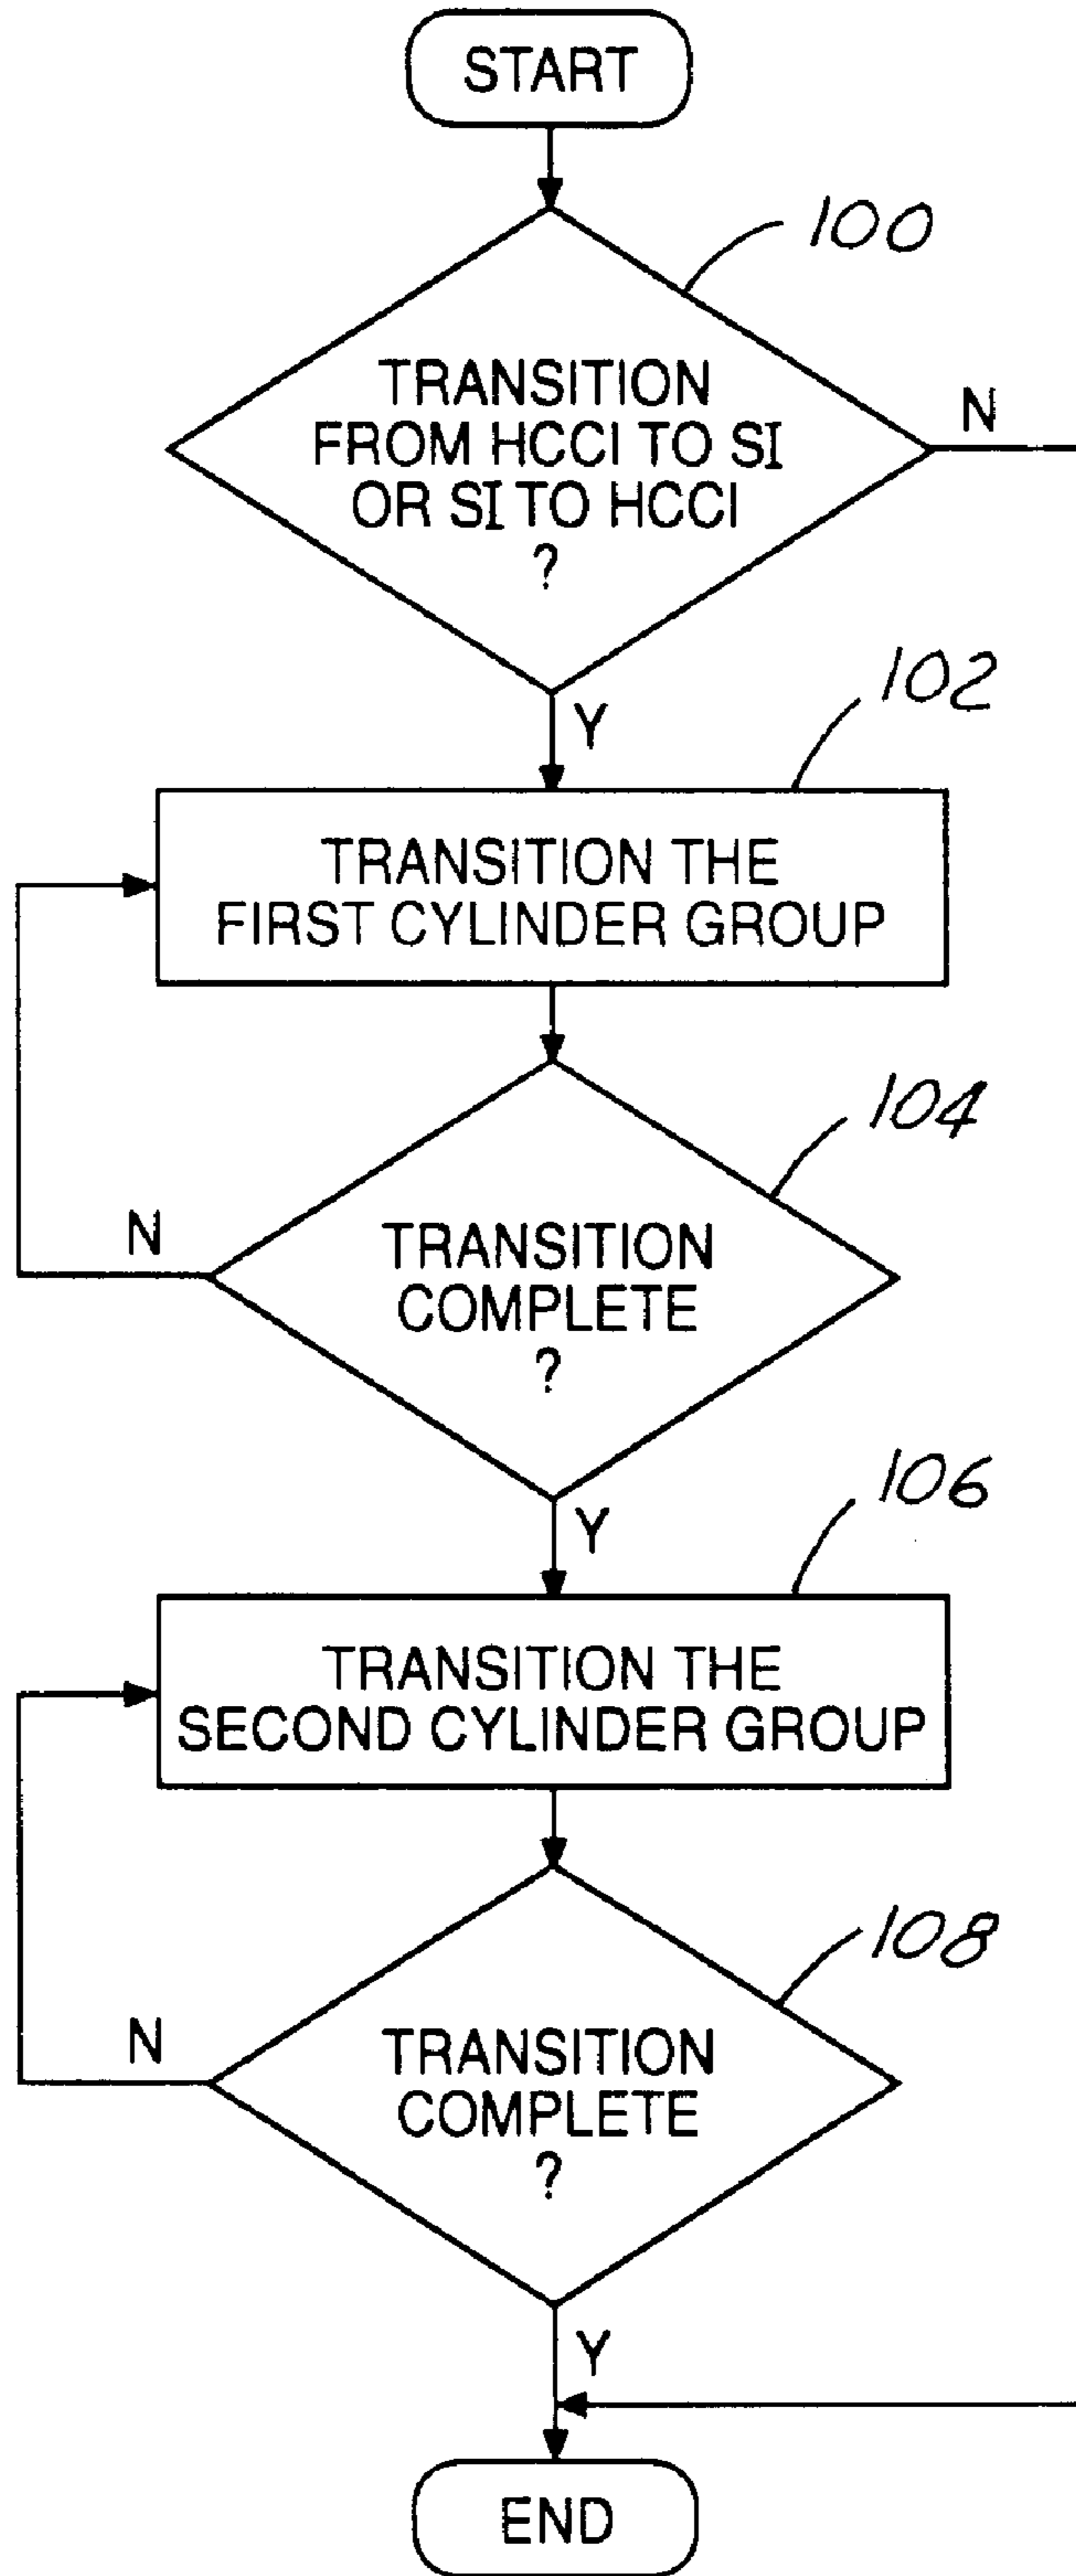 START
100
TRANSITION
FROM HCCI TO SI
OR SI TO HCCI
?
N
Y
102
TRANSITION THE
FIRST CYLINDER GROUP
104
N
TRANSITION
COMPLETE
?
Y
106
TRANSITION THE
SECOND CYLINDER GROUP
108
N
TRANSITION
COMPLETE
?
Y
END